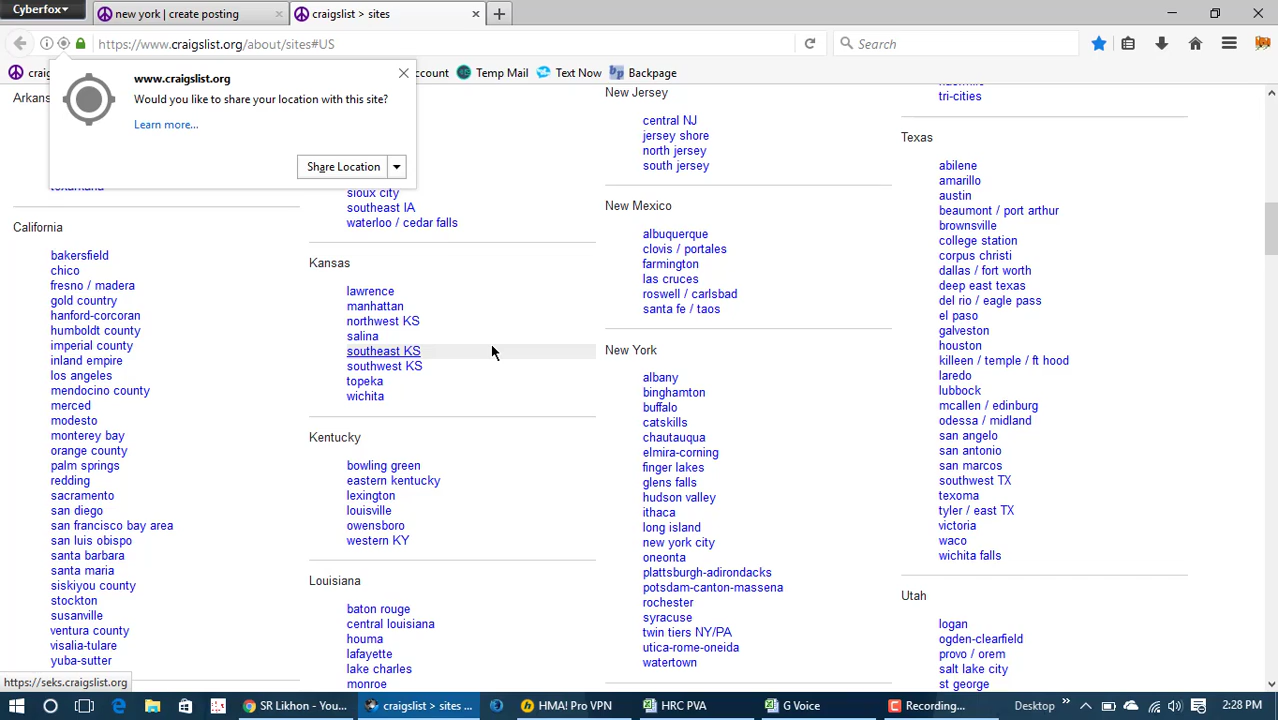 Cyberfox
new york | create posting
craigslist > sites
https://www.craigslist.org/about/sites#US
Search
craig
ccount
Temp Mail
Text Now
Backpage
www.craigslist.org
Would you like to share your location with this site?
Learn more...
Share Location
Arkans
California
bakersfield
chico
fresno / madera
gold country
hanford-corcoran
humboldt county
imperial county
inland empire
los angeles
mendocino county
merced
modesto
monterey bay
orange county
palm springs
redding
sacramento
san diego
san francisco bay area
san luis obispo
santa barbara
santa maria
siskiyou county
stockton
susanville
ventura county
visalia-tulare
yuba-sutter
sioux city
southeast IA
waterloo / cedar falls
Kansas
lawrence
manhattan
northwest KS
salina
southeast KS
southwest KS
topeka
wichita
Kentucky
bowling green
eastern kentucky
lexington
louisville
owensboro
western KY
Louisiana
baton rouge
central louisiana
houma
lafayette
lake charles
monroe
New Jersey
central NJ
jersey shore
north jersey
south jersey
New Mexico
albuquerque
clovis / portales
farmington
las cruces
roswell / carlsbad
santa fe / taos
New York
albany
binghamton
buffalo
catskills
chautauqua
elmira-corning
finger lakes
glens falls
hudson valley
ithaca
long island
new york city
oneonta
plattsburgh-adirondacks
potsdam-canton-massena
rochester
syracuse
twin tiers NY/PA
utica-rome-oneida
watertown
tri-cities
Texas
abilene
amarillo
austin
beaumont / port arthur
brownsville
college station
corpus christi
dallas / fort worth
deep east texas
del rio / eagle pass
el paso
galveston
houston
killeen / temple / ft hood
laredo
lubbock
mcallen / edinburg
odessa / midland
san angelo
san antonio
san marcos
southwest TX
texoma
tyler / east TX
victoria
waco
wichita falls
Utah
logan
ogden-clearfield
provo / orem
salt lake city
st george
https://seks.craigslist.org
SR Likhon - You...
craigslist > sites ...
HMA! Pro VPN
HRC PVA
G Voice
Recording...
Desktop
2:28 PM